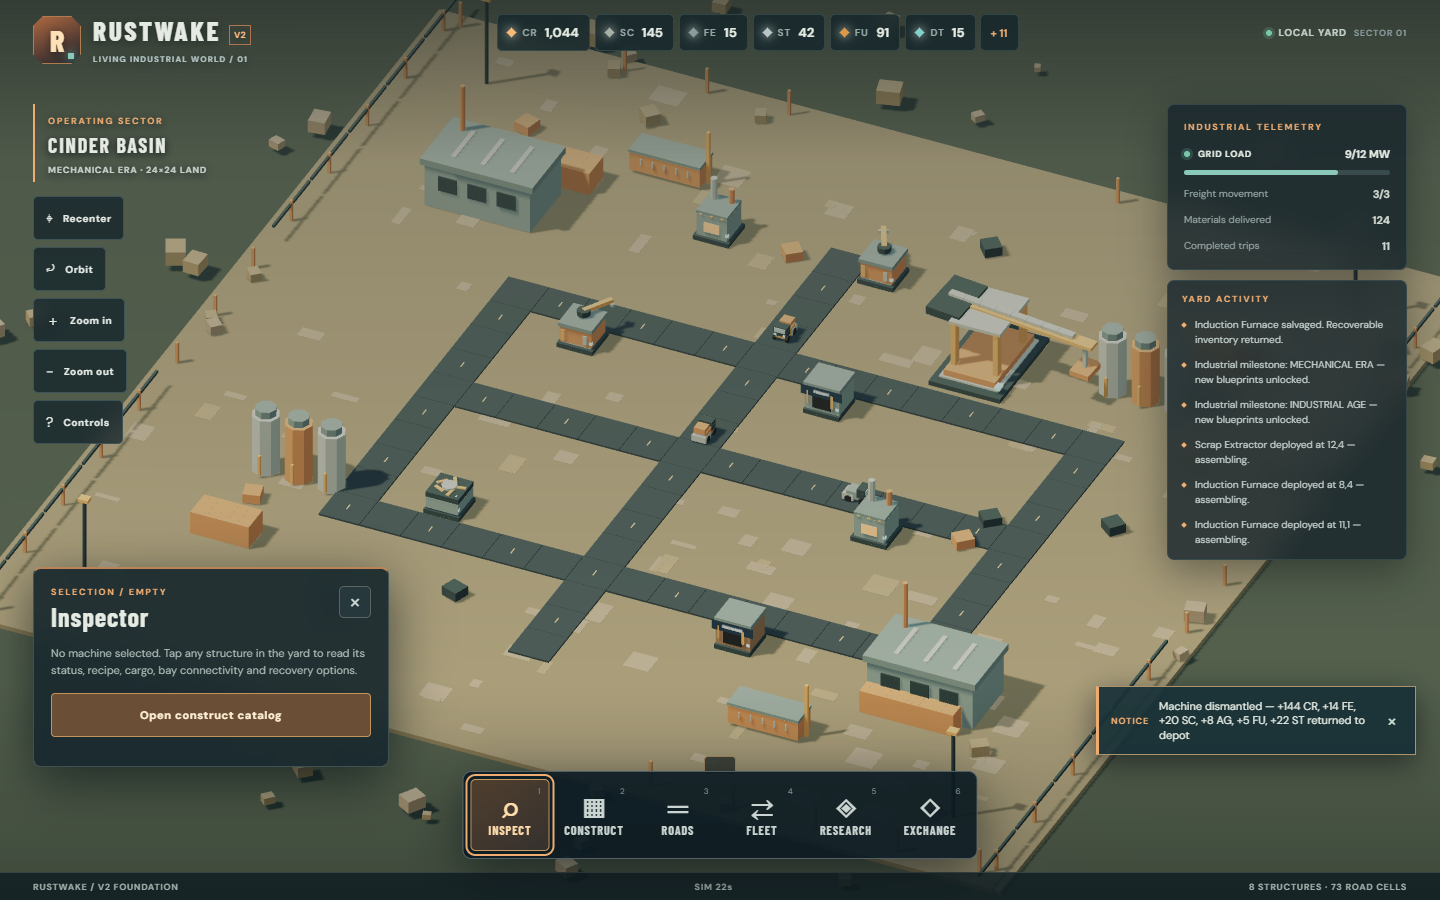 R
RUSTWAKE V2
LIVING INDUSTRIAL WORLD / 01
CR 1,044
SC 145
FE 15
ST 42
FU 91
DT 15
+ 11
LOCAL YARD SECTOR 01
OPERATING SECTOR
CINDER BASIN
MECHANICAL ERA · 24×24 LAND
Recenter
Orbit
+ Zoom in
− Zoom out
? Controls
INDUSTRIAL TELEMETRY
GRID LOAD 9/12 MW
Freight movement 3/3
Materials delivered 124
Completed trips 11
YARD ACTIVITY
Induction Furnace salvaged. Recoverable
inventory returned.
Industrial milestone: MECHANICAL ERA —
new blueprints unlocked.
Industrial milestone: INDUSTRIAL AGE —
new blueprints unlocked.
Scrap Extractor deployed at 12,4 —
assembling.
Induction Furnace deployed at 8,4 —
assembling.
Induction Furnace deployed at 11,1 —
assembling.
SELECTION / EMPTY
Inspector
×
No machine selected. Tap any structure in the yard to read its
status, recipe, cargo, bay connectivity and recovery options.
Open construct catalog
NOTICE
Machine dismantled — +144 CR, +14 FE,
+20 SC, +8 AG, +5 FU, +22 ST returned to
depot
×
1
INSPECT
2
CONSTRUCT
3
ROADS
4
FLEET
5
RESEARCH
6
EXCHANGE
RUSTWAKE / V2 FOUNDATION
SIM 22s
8 STRUCTURES · 73 ROAD CELLS